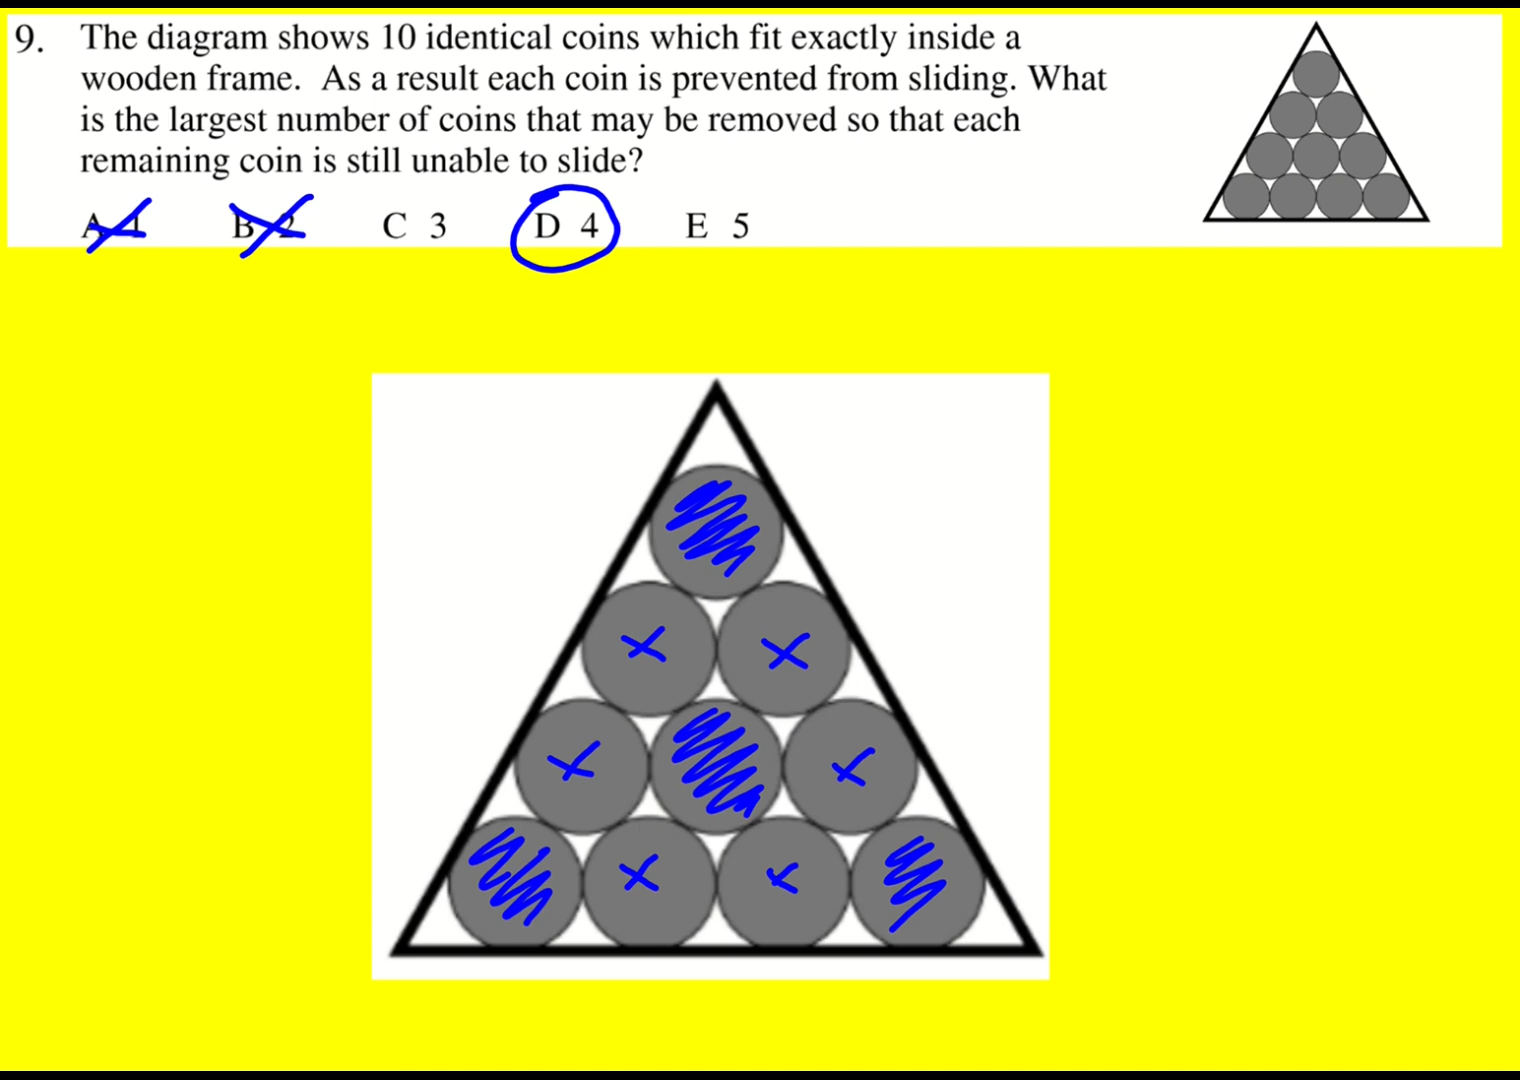 9. The diagram shows 10 identical coins which fit exactly inside a
wooden frame. As a result each coin is prevented from sliding. What
is the largest number of coins that may be removed so that each
remaining coin is still unable to slide?
A 1 B 2 C 3 D 4 E 5